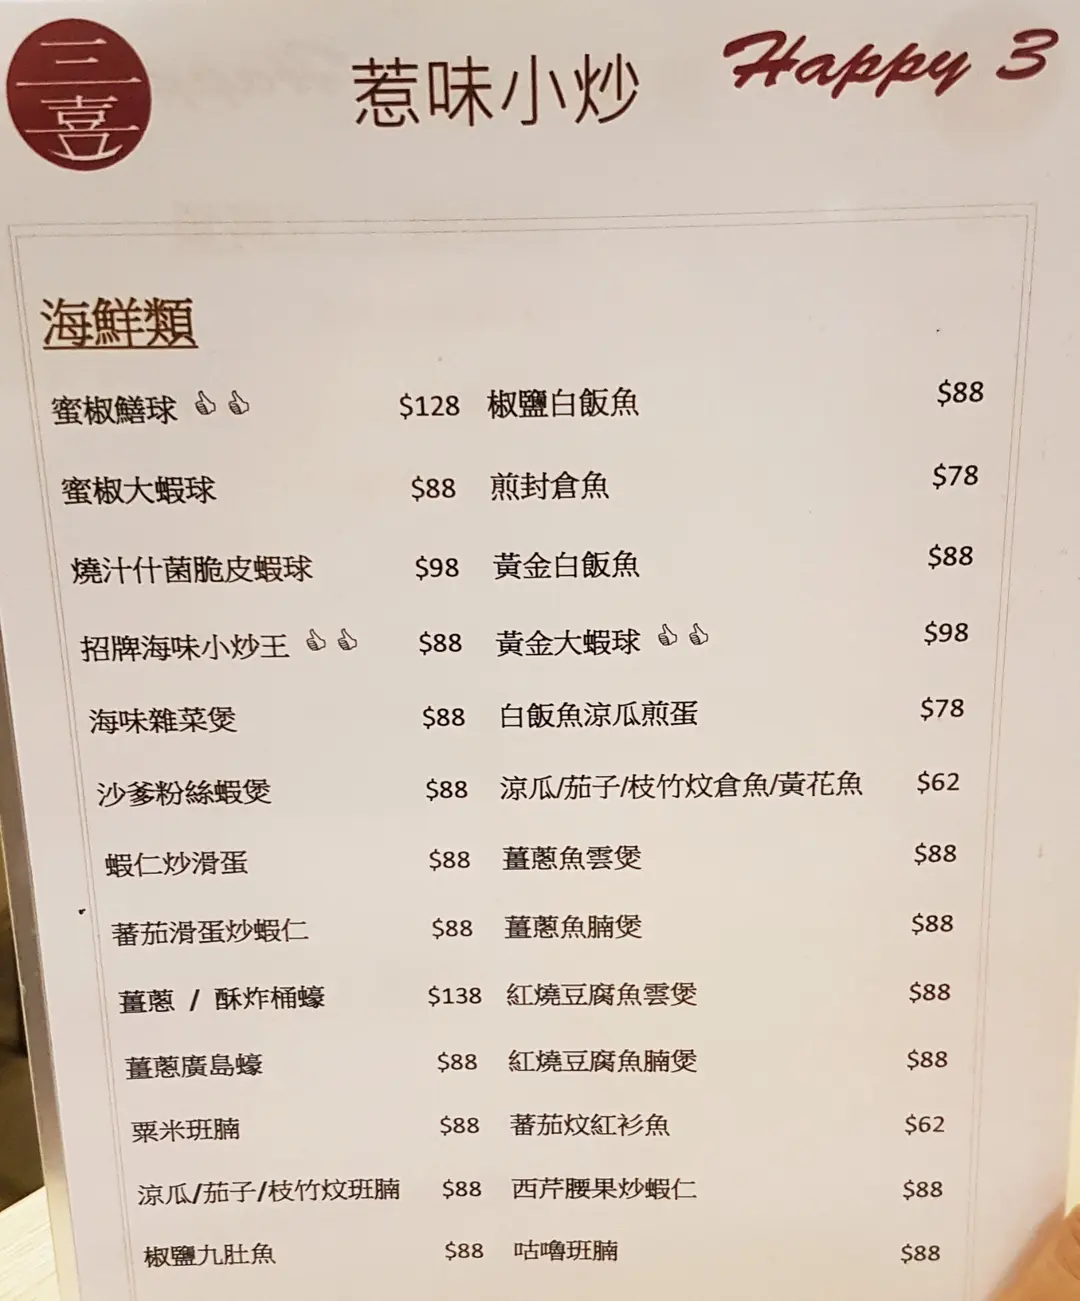 三喜
惹味小炒
Happy 3
海鮮類
蜜椒鱔球 👍👍 $128 椒鹽白飯魚 $88
蜜椒大蝦球 $88 煎封倉魚 $78
燒汁什菌脆皮蝦球 $98 黃金白飯魚 $88
招牌海味小炒王 👍👍 $88 黃金大蝦球 👍👍 $98
海味雜菜煲 $88 白飯魚涼瓜煎蛋 $78
沙爹粉絲蝦煲 $88 涼瓜/茄子/枝竹炆倉魚/黃花魚 $62
蝦仁炒滑蛋 $88 薑蔥魚雲煲 $88
蕃茄滑蛋炒蝦仁 $88 薑蔥魚腩煲 $88
薑蔥 / 酥炸桶蠔 $138 紅燒豆腐魚雲煲 $88
薑蔥廣島蠔 $88 紅燒豆腐魚腩煲 $88
粟米班腩 $88 蕃茄炆紅衫魚 $62
涼瓜/茄子/枝竹炆班腩 $88 西芹腰果炒蝦仁 $88
椒鹽九肚魚 $88 咕嚕班腩 $88